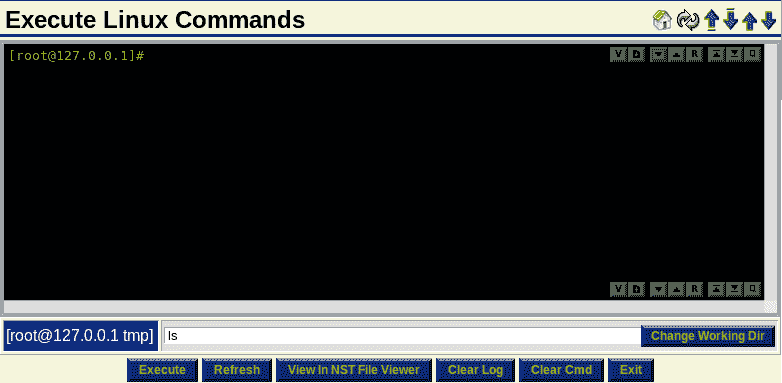 Execute Linux Commands
[root@127.0.0.1]#
V R Q
V R Q
[root@127.0.0.1 tmp] ls Change Working Dir
Execute Refresh View In NST File Viewer Clear Log Clear Cmd Exit